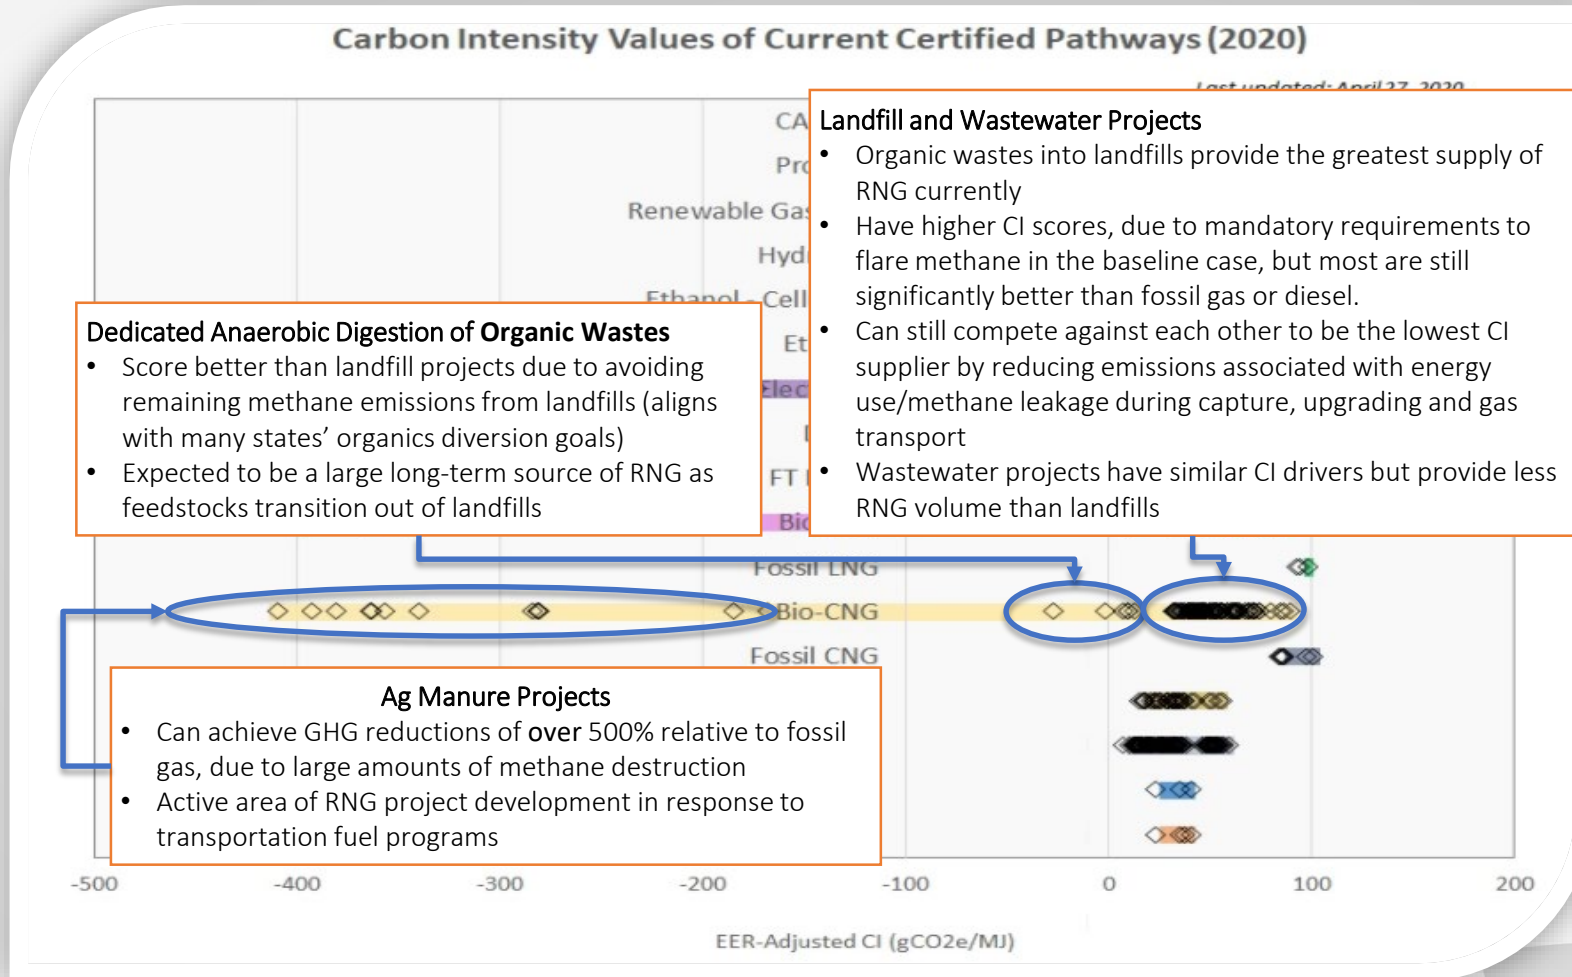 Carbon Intensity Values of Current Certified Pathways (2020)
Last updated: April 27, 2020
Landfill and Wastewater Projects
• Organic wastes into landfills provide the greatest supply of
RNG currently
• Have higher CI scores, due to mandatory requirements to
flare methane in the baseline case, but most are still
significantly better than fossil gas or diesel.
• Can still compete against each other to be the lowest CI
supplier by reducing emissions associated with energy
use/methane leakage during capture, upgrading and gas
transport
• Wastewater projects have similar CI drivers but provide less
RNG volume than landfills
CA
Pro
Renewable Gas
Hyd
Ethanol - Cell
Et
Elec
FT
Bio
Dedicated Anaerobic Digestion of Organic Wastes
• Score better than landfill projects due to avoiding
remaining methane emissions from landfills (aligns
with many states’ organics diversion goals)
• Expected to be a large long-term source of RNG as
feedstocks transition out of landfills
Fossil LNG
Bio-CNG
Fossil CNG
Ag Manure Projects
• Can achieve GHG reductions of over 500% relative to fossil
gas, due to large amounts of methane destruction
• Active area of RNG project development in response to
transportation fuel programs
-500 -400 -300 -200 -100 0 100 200
EER-Adjusted CI (gCO2e/MJ)